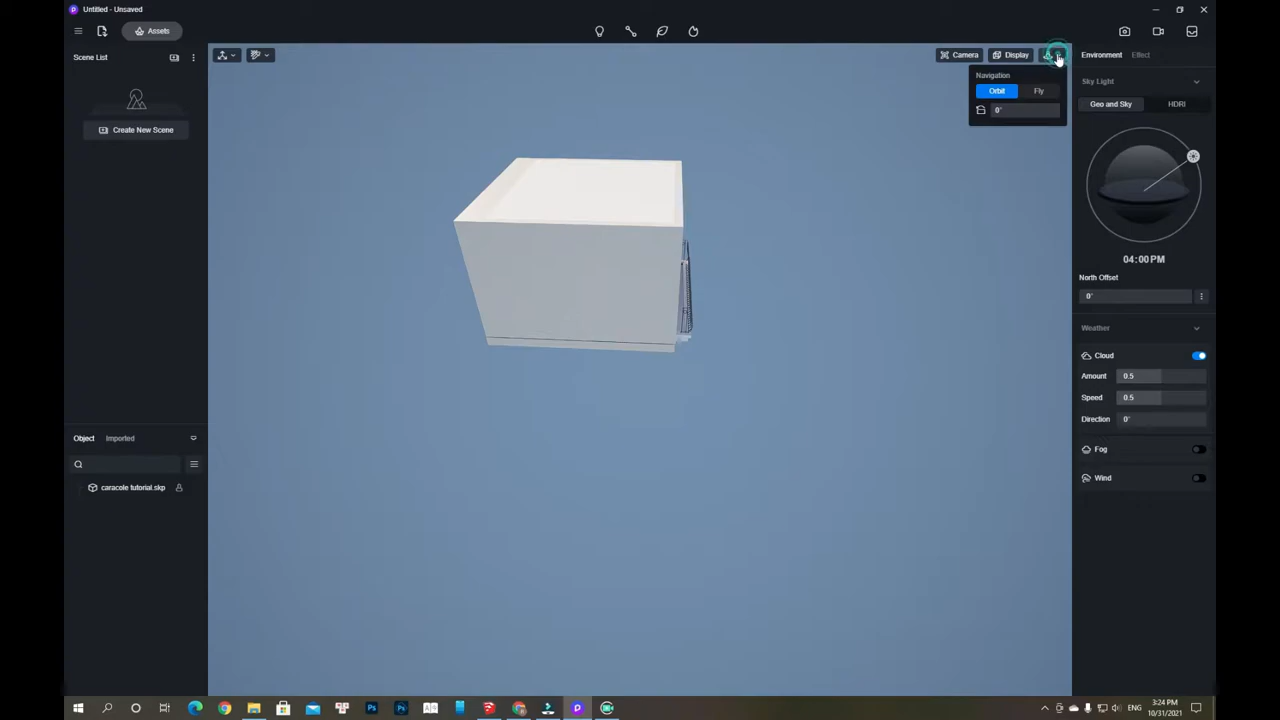 Untitled - Unsaved
Assets
Scene List
Create New Scene
Object Imported
caracole tutorial.skp
Camera Display
Navigation
Orbit Fly
0°
Environment Effect
Sky Light
Geo and Sky HDRI
04:00PM
North Offset
0°
Weather
Cloud
Amount 0.5
Speed 0.5
Direction 0°
Fog
Wind
ENG
3:24 PM
10/31/2021